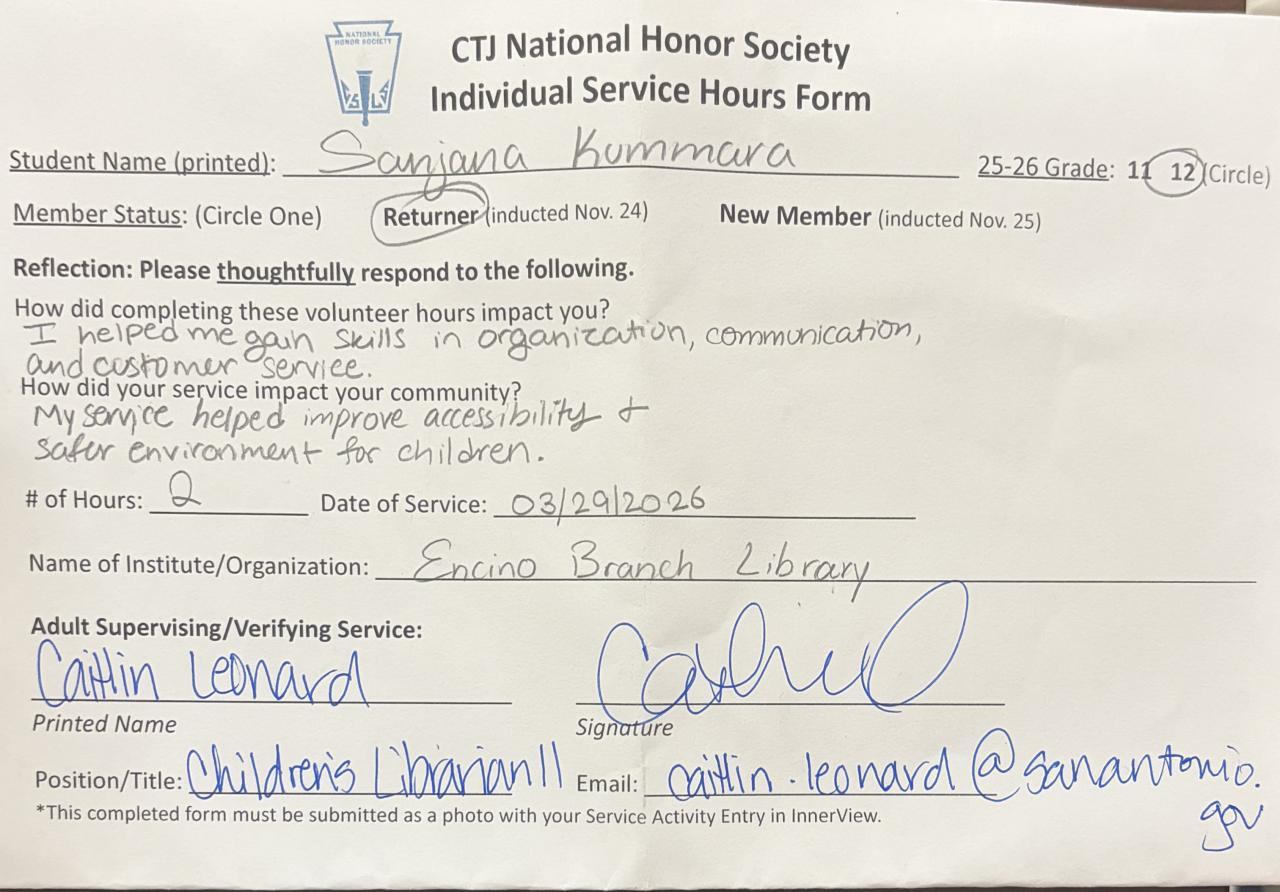 NATIONAL
HONOR SOCIETY
CTJ National Honor Society
Individual Service Hours Form
Student Name (printed): Sanjana Kummara 25-26 Grade: 11 12 (Circle)
Member Status: (Circle One) Returner (inducted Nov. 24) New Member (inducted Nov. 25)
Reflection: Please thoughtfully respond to the following.
How did completing these volunteer hours impact you?
I helped me gain skills in organization, communication,
and customer service.
How did your service impact your community?
My service helped improve accessibility +
safer environment for children.
# of Hours: 2 Date of Service: 03/29/2026
Name of Institute/Organization: Encino Branch Library
Adult Supervising/Verifying Service:
Caitlin Leonard
Printed Name Signature
Position/Title: Children's Librarian II Email: caitlin.leonard@sanantonio.
gov
*This completed form must be submitted as a photo with your Service Activity Entry in InnerView.